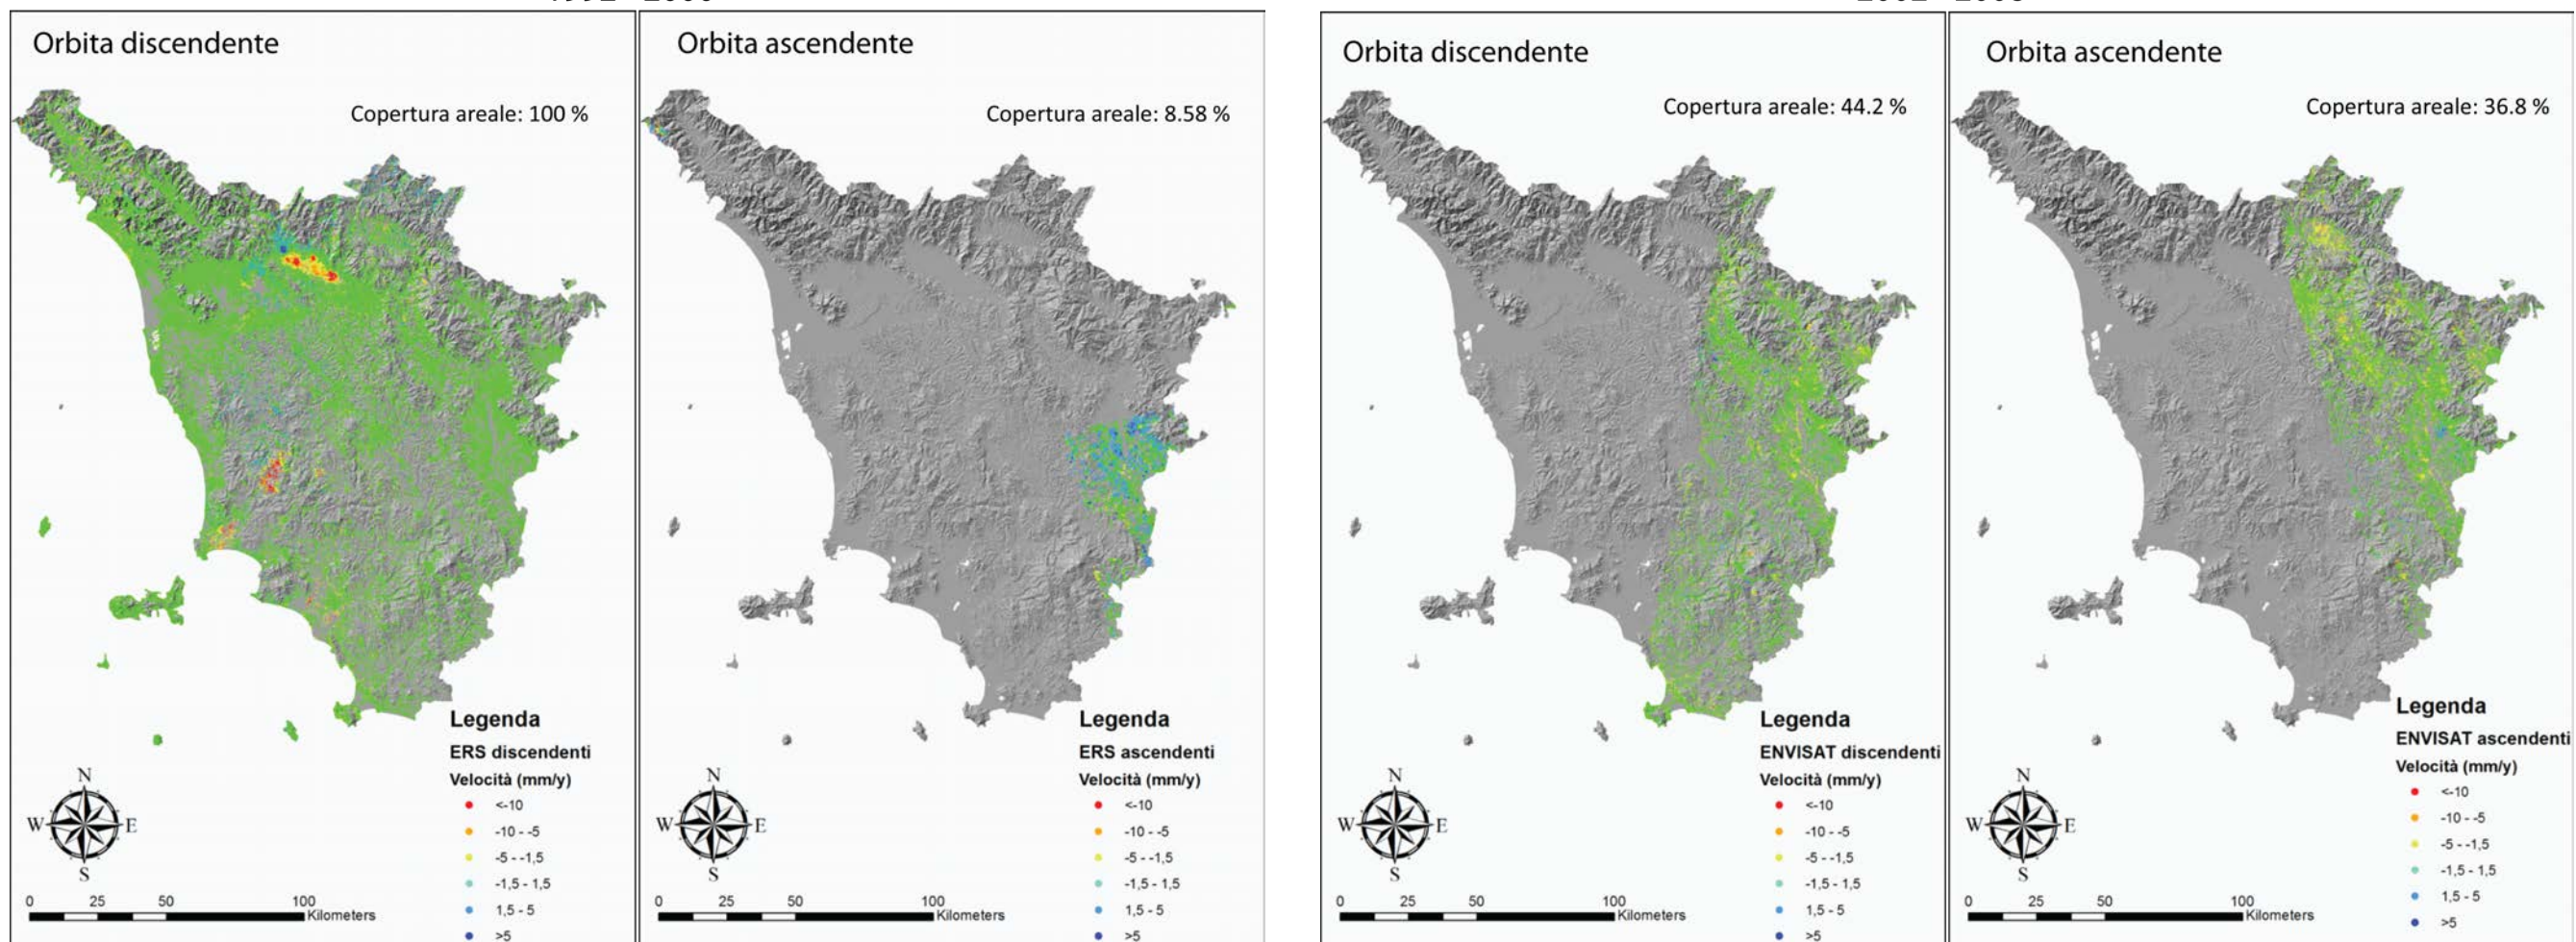 Orbita discendente
Copertura areale: 100 %
Legenda
ERS discendenti
Velocità (mm/y)
<-10
-10 - -5
-5 - -1,5
-1,5 - 1,5
1,5 - 5
>5
N
W E
S
0 25 50 100
Kilometers
Orbita ascendente
Copertura areale: 8.58 %
Legenda
ERS ascendenti
Velocità (mm/y)
<-10
-10 - -5
-5 - -1,5
-1,5 - 1,5
1,5 - 5
>5
N
W E
S
0 25 50 100
Kilometers
Orbita discendente
Copertura areale: 44.2 %
Legenda
ENVISAT discendenti
Velocità (mm/y)
<-10
-10 - -5
-5 - -1,5
-1,5 - 1,5
1,5 - 5
>5
N
W E
S
0 25 50 100
Kilometers
Orbita ascendente
Copertura areale: 36.8 %
Legenda
ENVISAT ascendenti
Velocità (mm/y)
<-10
-10 - -5
-5 - -1,5
-1,5 - 1,5
1,5 - 5
>5
N
W E
S
0 25 50 100
Kilometers